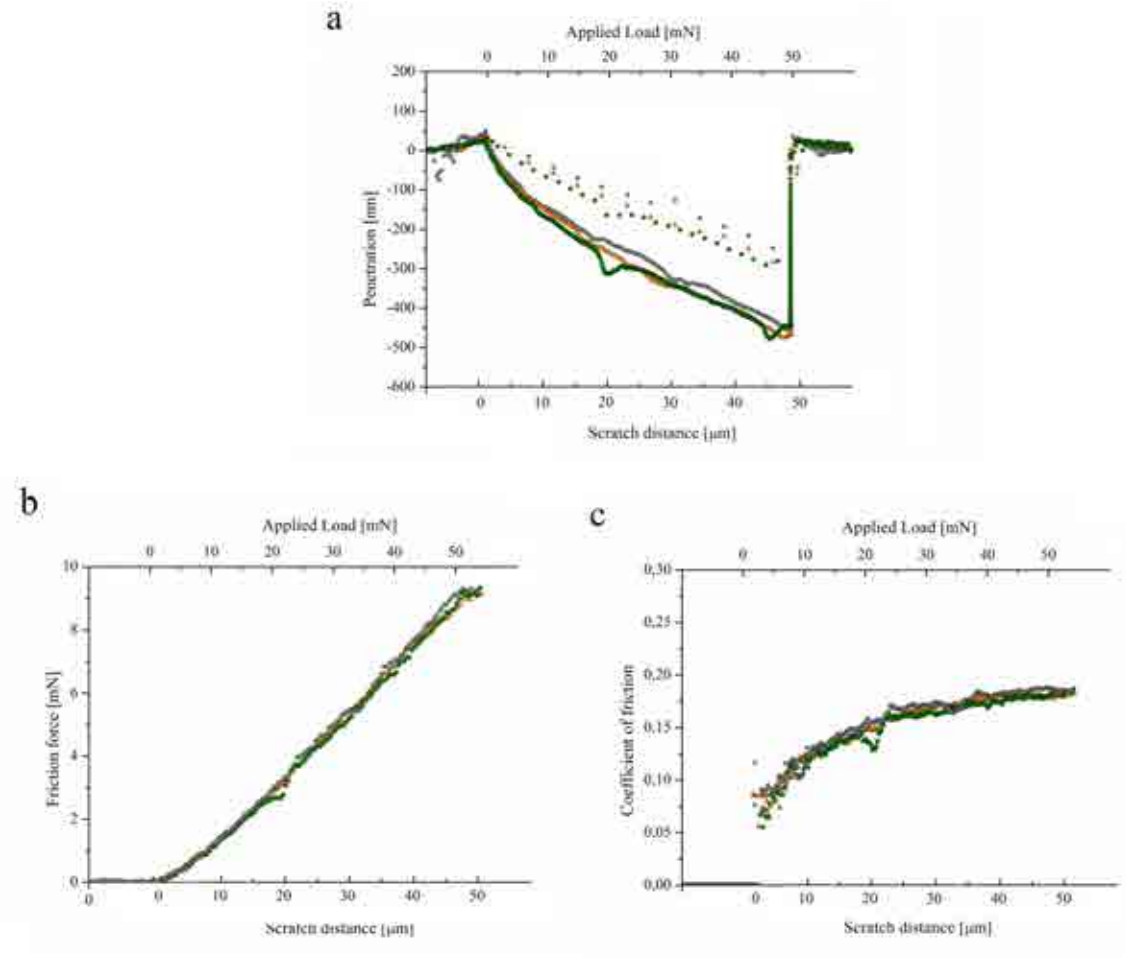 a
Applied Load [mN]
0 10 20 30 40 50
200
100
0
-100
-200
-300
-400
-500
-600
Penetration [nm]
0 10 20 30 40 50
Scratch distance [μm]
b
Applied Load [mN]
0 10 20 30 40 50
10
8
6
4
2
0
Friction force [mN]
0 0 10 20 30 40 50
Scratch distance [μm]
c
Applied Load [mN]
0 10 20 30 40 50
0,30
0,25
0,20
0,15
0,10
0,05
0,00
Coefficient of friction
0 10 20 30 40 50
Scratch distance [μm]